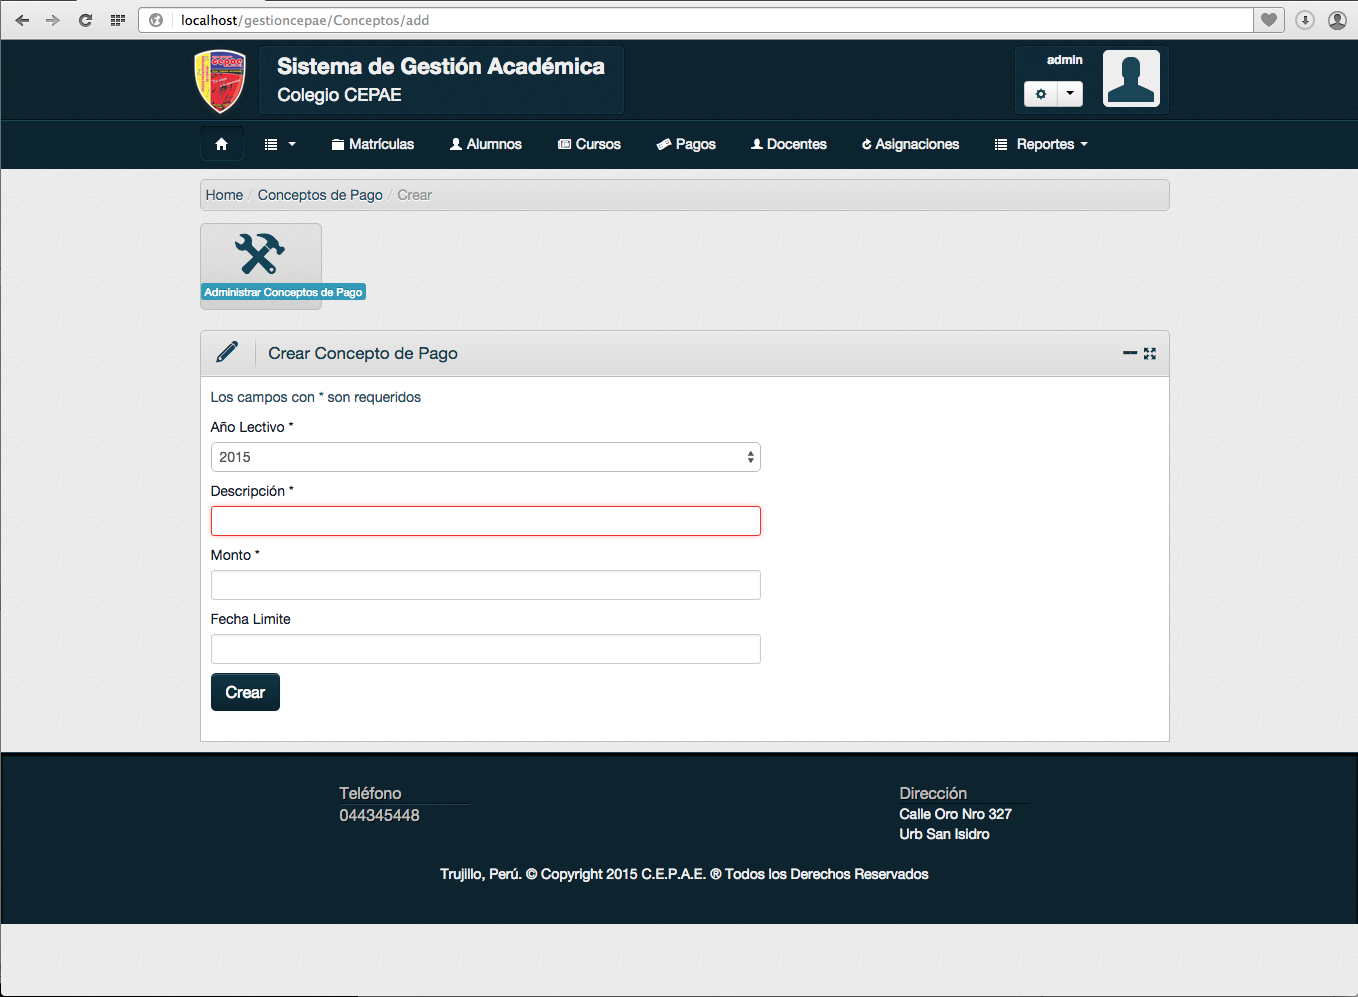 localhost/gestioncepae/Conceptos/add
cepae
Sistema de Gestión Académica
Colegio CEPAE
admin
Matrículas
Alumnos
Cursos
Pagos
Docentes
Asignaciones
Reportes
Home / Conceptos de Pago / Crear
Administrar Conceptos de Pago
Crear Concepto de Pago
Los campos con * son requeridos
Año Lectivo *
2015
Descripción *
Monto *
Fecha Limite
Crear
Teléfono
044345448
Dirección
Calle Oro Nro 327
Urb San Isidro
Trujillo, Perú. © Copyright 2015 C.E.P.A.E. ® Todos los Derechos Reservados